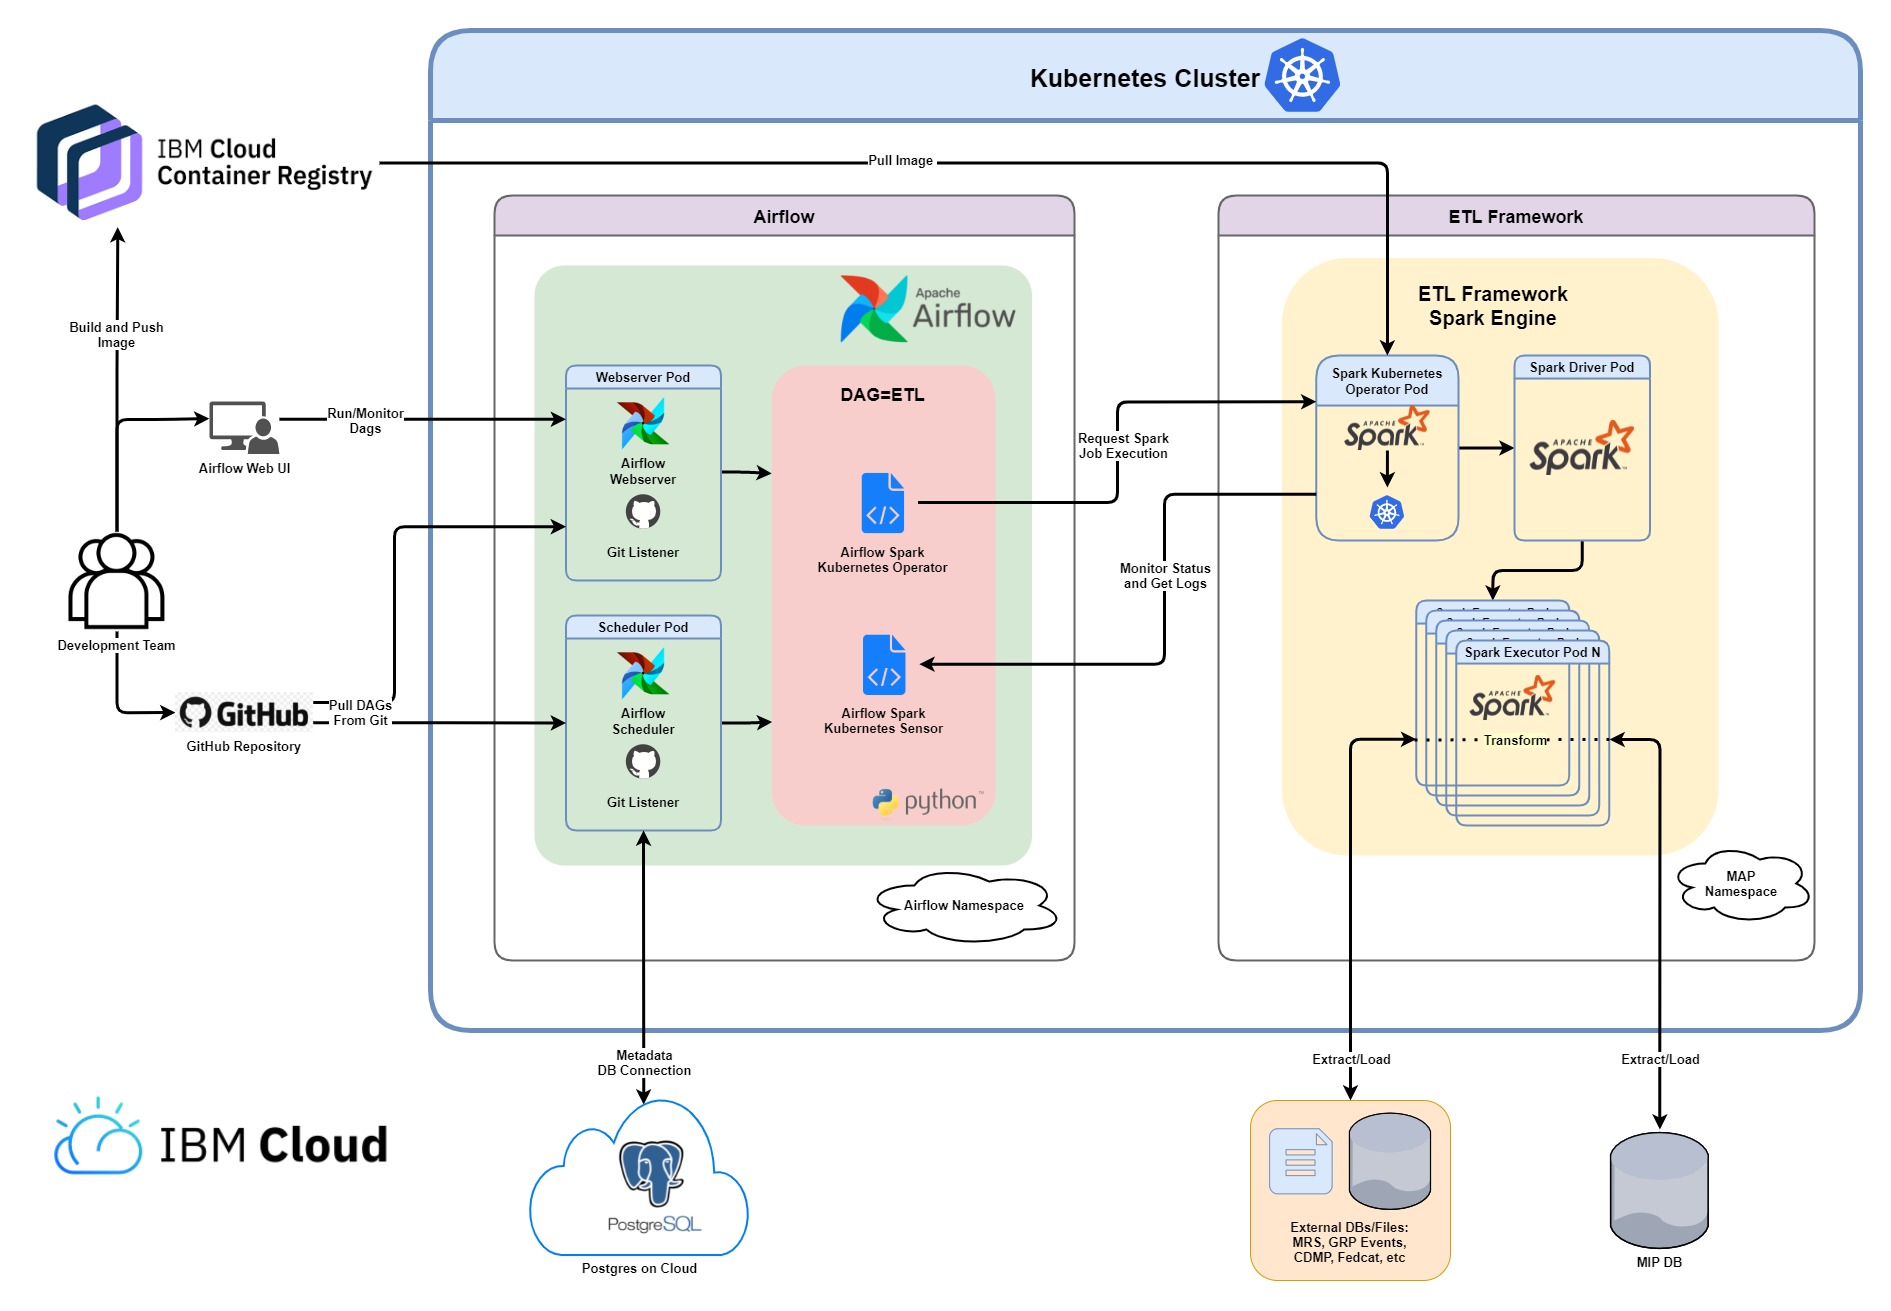 Kubernetes Cluster
IBM Cloud
Container Registry
Pull Image
Airflow
ETL Framework
Apache
Airflow
ETL Framework
Spark Engine
Build and Push
Image
Webserver Pod
DAG=ETL
Spark Kubernetes
Operator Pod
Spark Driver Pod
Run/Monitor
Dags
Airflow Web UI
Airflow
Webserver
Git Listener
Request Spark
Job Execution
APACHE
Spark
APACHE
Spark
</>
Airflow Spark
Kubernetes Operator
Monitor Status
and Get Logs
Development Team
Scheduler Pod
Airflow
Scheduler
Git Listener
</>
Airflow Spark
Kubernetes Sensor
python
Spark Executor Pod N
APACHE
Spark
Transform
GitHub
GitHub Repository
Pull DAGs
From Git
Airflow Namespace
MAP
Namespace
Metadata
DB Connection
Extract/Load
Extract/Load
IBM Cloud
PostgreSQL
Postgres on Cloud
External DBs/Files:
MRS, GRP Events,
CDMP, Fedcat, etc
MIP DB